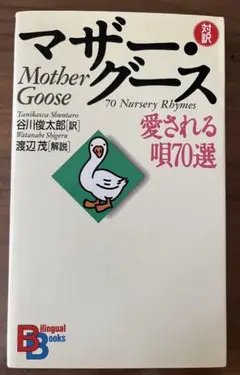 対訳
マザー・
グース
Mother
Goose
70 Nursery Rhymes
Tanikawa Shuntaro
谷川俊太郎[訳]
Watanabe Shigeru
渡辺茂[解説]
愛される
唄70選
Bilingual
Books